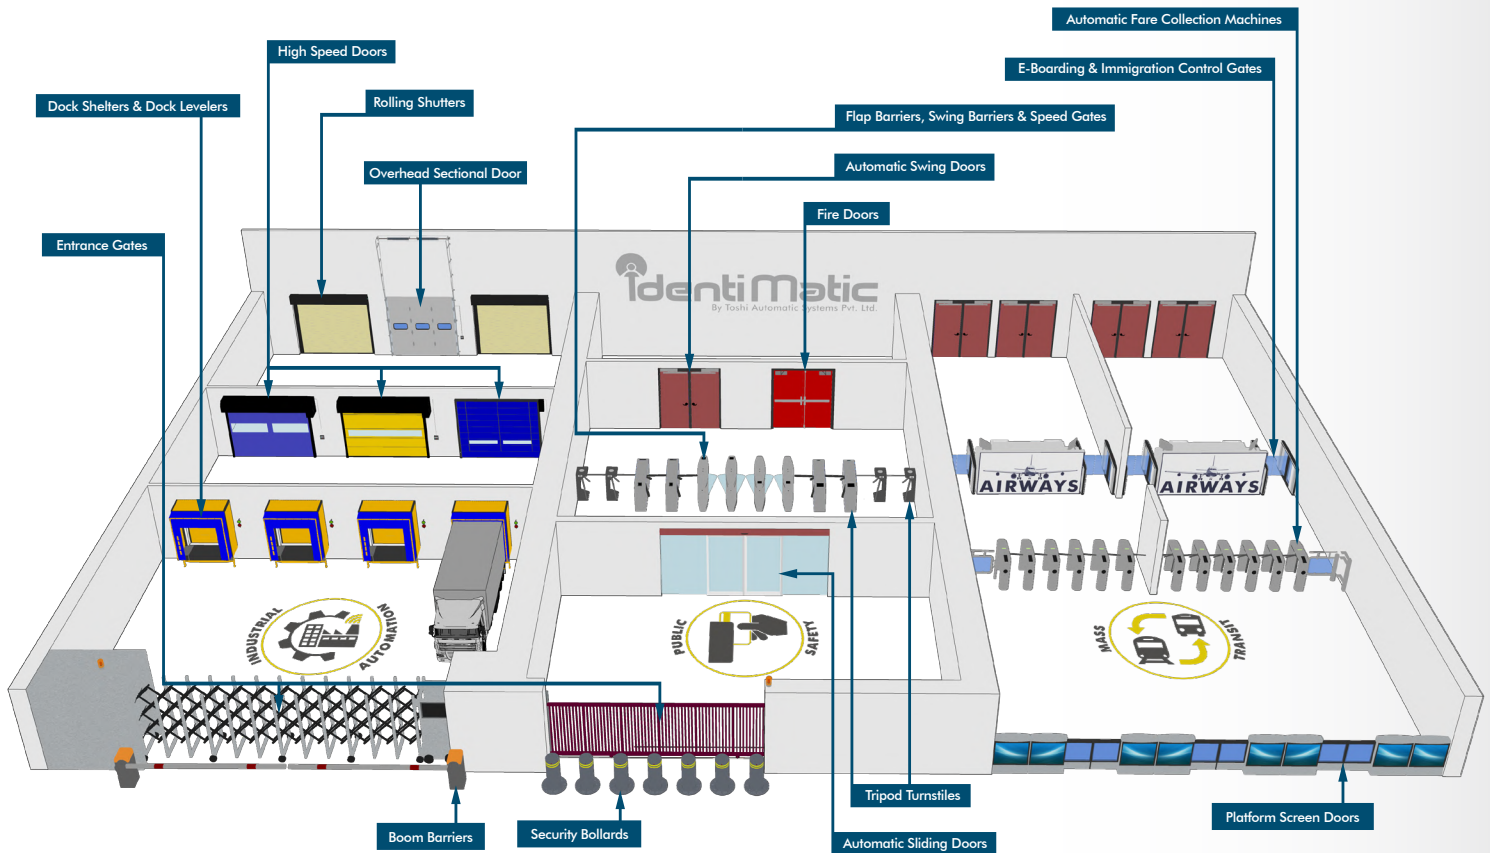 Automatic Fare Collection Machines
High Speed Doors
E-Boarding & Immigration Control Gates
Dock Shelters & Dock Levelers
Rolling Shutters
Flap Barriers, Swing Barriers & Speed Gates
Overhead Sectional Door
Automatic Swing Doors
Fire Doors
Entrance Gates
identiMatic
By Toshi Automatic Systems Pvt. Ltd.
AIRWAYS
AIRWAYS
INDUSTRIAL
AUTOMATION
PUBLIC
SAFETY
MASS
TRANSIT
Tripod Turnstiles
Platform Screen Doors
Boom Barriers
Security Bollards
Automatic Sliding Doors